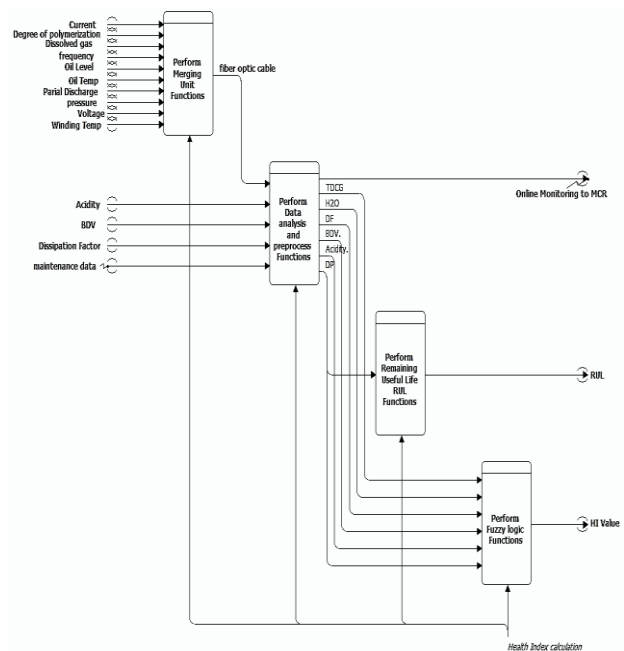 Current
Degree of polymerization
Dissolved gas
frequency
Oil Level
Oil Temp
Parial Discharge
pressure
Voltage
Winding Temp
Perform
Merging
Unit
Functions
fiber optic cable
Acidity
BDV
Dissipation Factor
maintenance data
Perform
Data
analysis
and
preprocess
Functions
TDCG
H2O
DF
BDV.
Acidity.
DP
Online Monitoring to MCR
Perform
Remaining
Useful Life
RUL
Functions
RUL
Perform
Fuzzy logic
Functions
HI Value
Health Index calculation